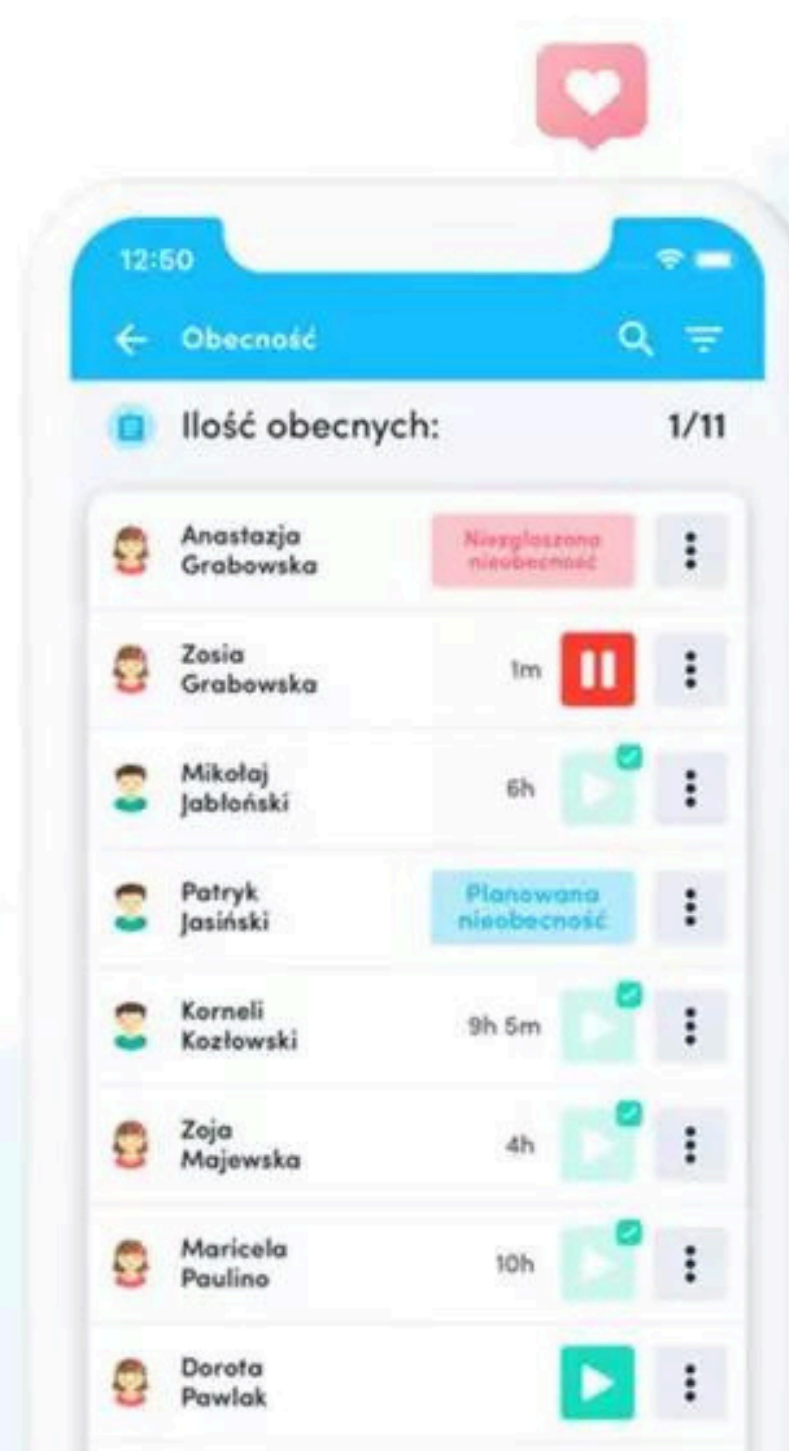 12:50
Obecność
Ilość obecnych: 1/11
Anastazja
Grabowska
Niezgłoszona
nieobecność
Zosia
Grabowska
1m
Mikołaj
Jabłoński
6h
Patryk
Jasiński
Planowana
nieobecność
Korneli
Kozłowski
9h 5m
Zoja
Majewska
4h
Maricela
Paulino
10h
Dorota
Pawlak